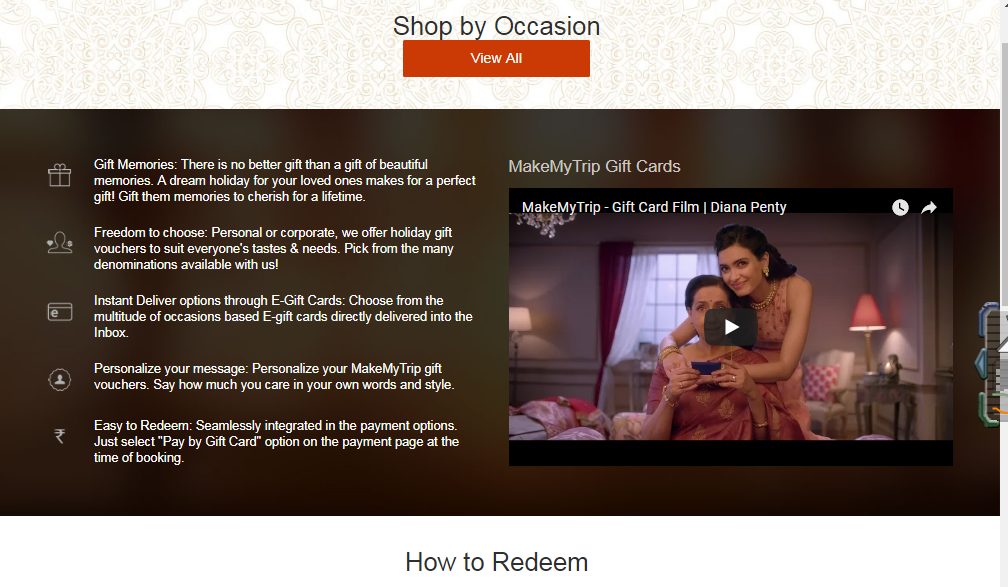 Shop by Occasion
View All
Gift Memories: There is no better gift than a gift of beautiful
memories. A dream holiday for your loved ones makes for a perfect
gift! Gift them memories to cherish for a lifetime.
Freedom to choose: Personal or corporate, we offer holiday gift
vouchers to suit everyone's tastes & needs. Pick from the many
denominations available with us!
Instant Deliver options through E-Gift Cards: Choose from the
multitude of occasions based E-gift cards directly delivered into the
Inbox.
Personalize your message: Personalize your MakeMyTrip gift
vouchers. Say how much you care in your own words and style.
₹
Easy to Redeem: Seamlessly integrated in the payment options.
Just select "Pay by Gift Card" option on the payment page at the
time of booking.
MakeMyTrip Gift Cards
MakeMyTrip - Gift Card Film | Diana Penty
How to Redeem